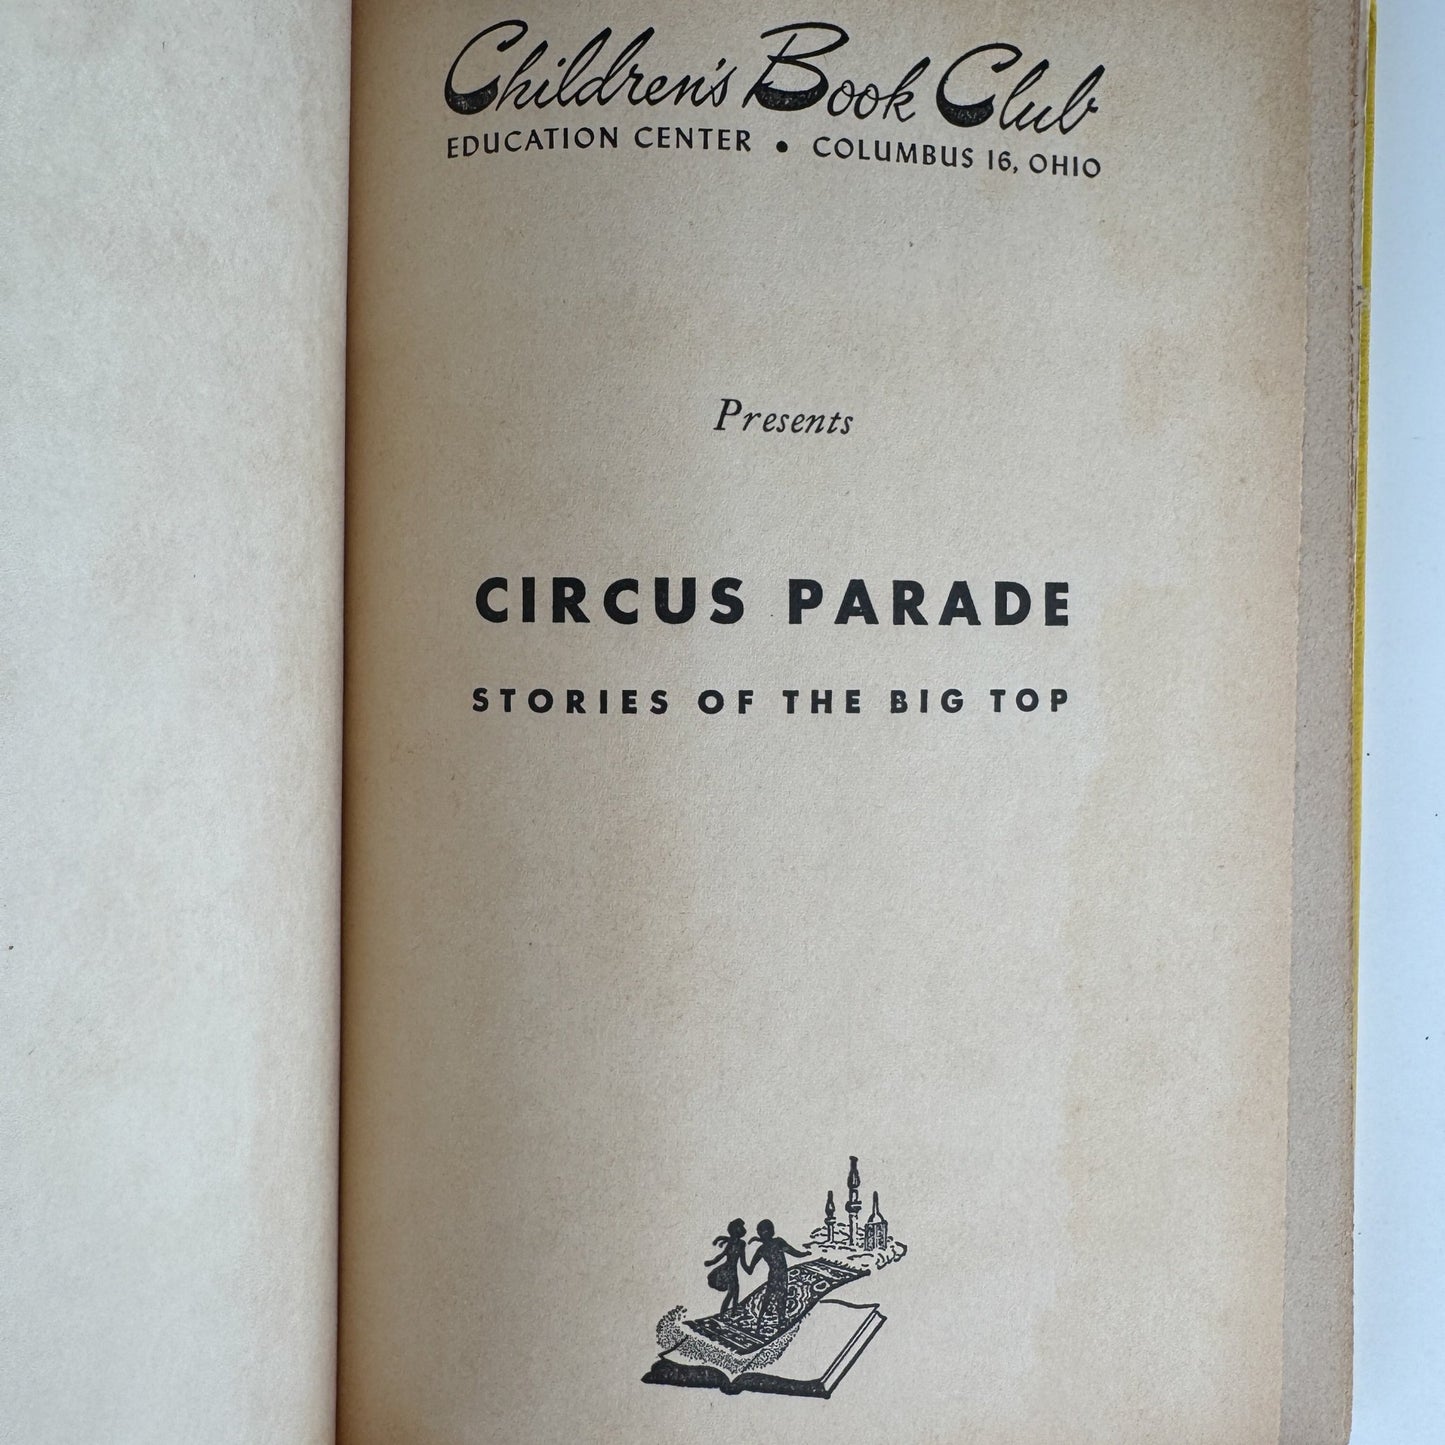 Children's Book Club
EDUCATION CENTER • COLUMBUS 16, OHIO
Presents
CIRCUS PARADE
STORIES OF THE BIG TOP